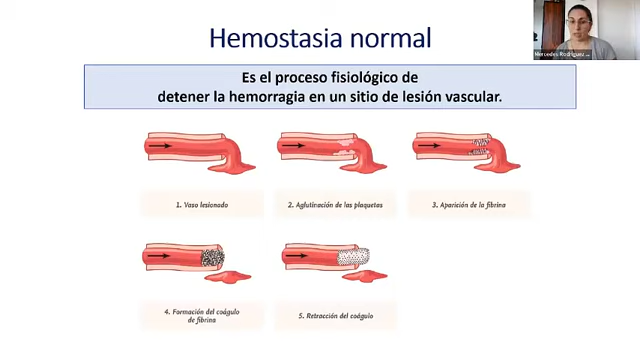 Hemostasia normal
Mercedes Rodríguez ...
Es el proceso fisiológico de
detener la hemorragia en un sitio de lesión vascular.
1. Vaso lesionado
2. Aglutinación de las plaquetas
3. Aparición de la fibrina
4. Formación del coágulo
de fibrina
5. Retracción del coágulo